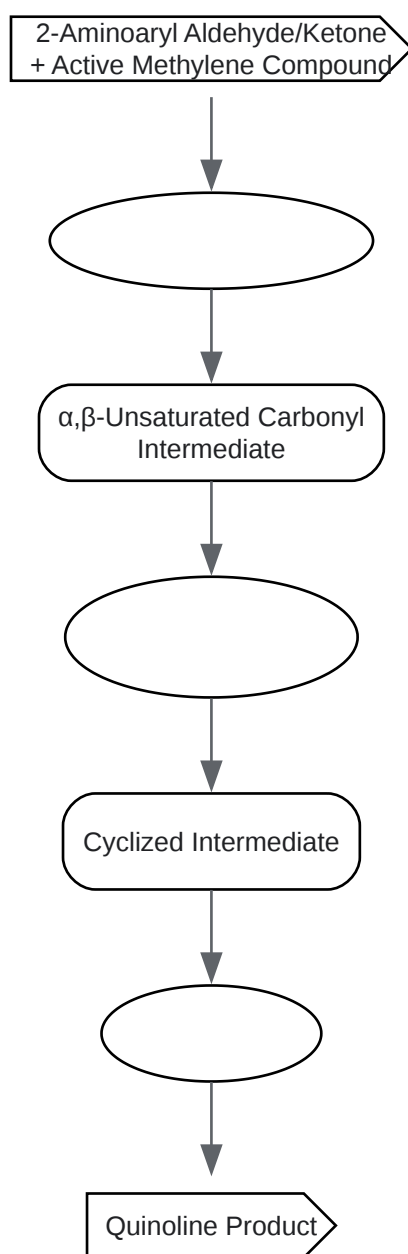 2-Aminoaryl Aldehyde/Ketone
+ Active Methylene Compound
α,β-Unsaturated Carbonyl
Intermediate
Cyclized Intermediate
Quinoline Product